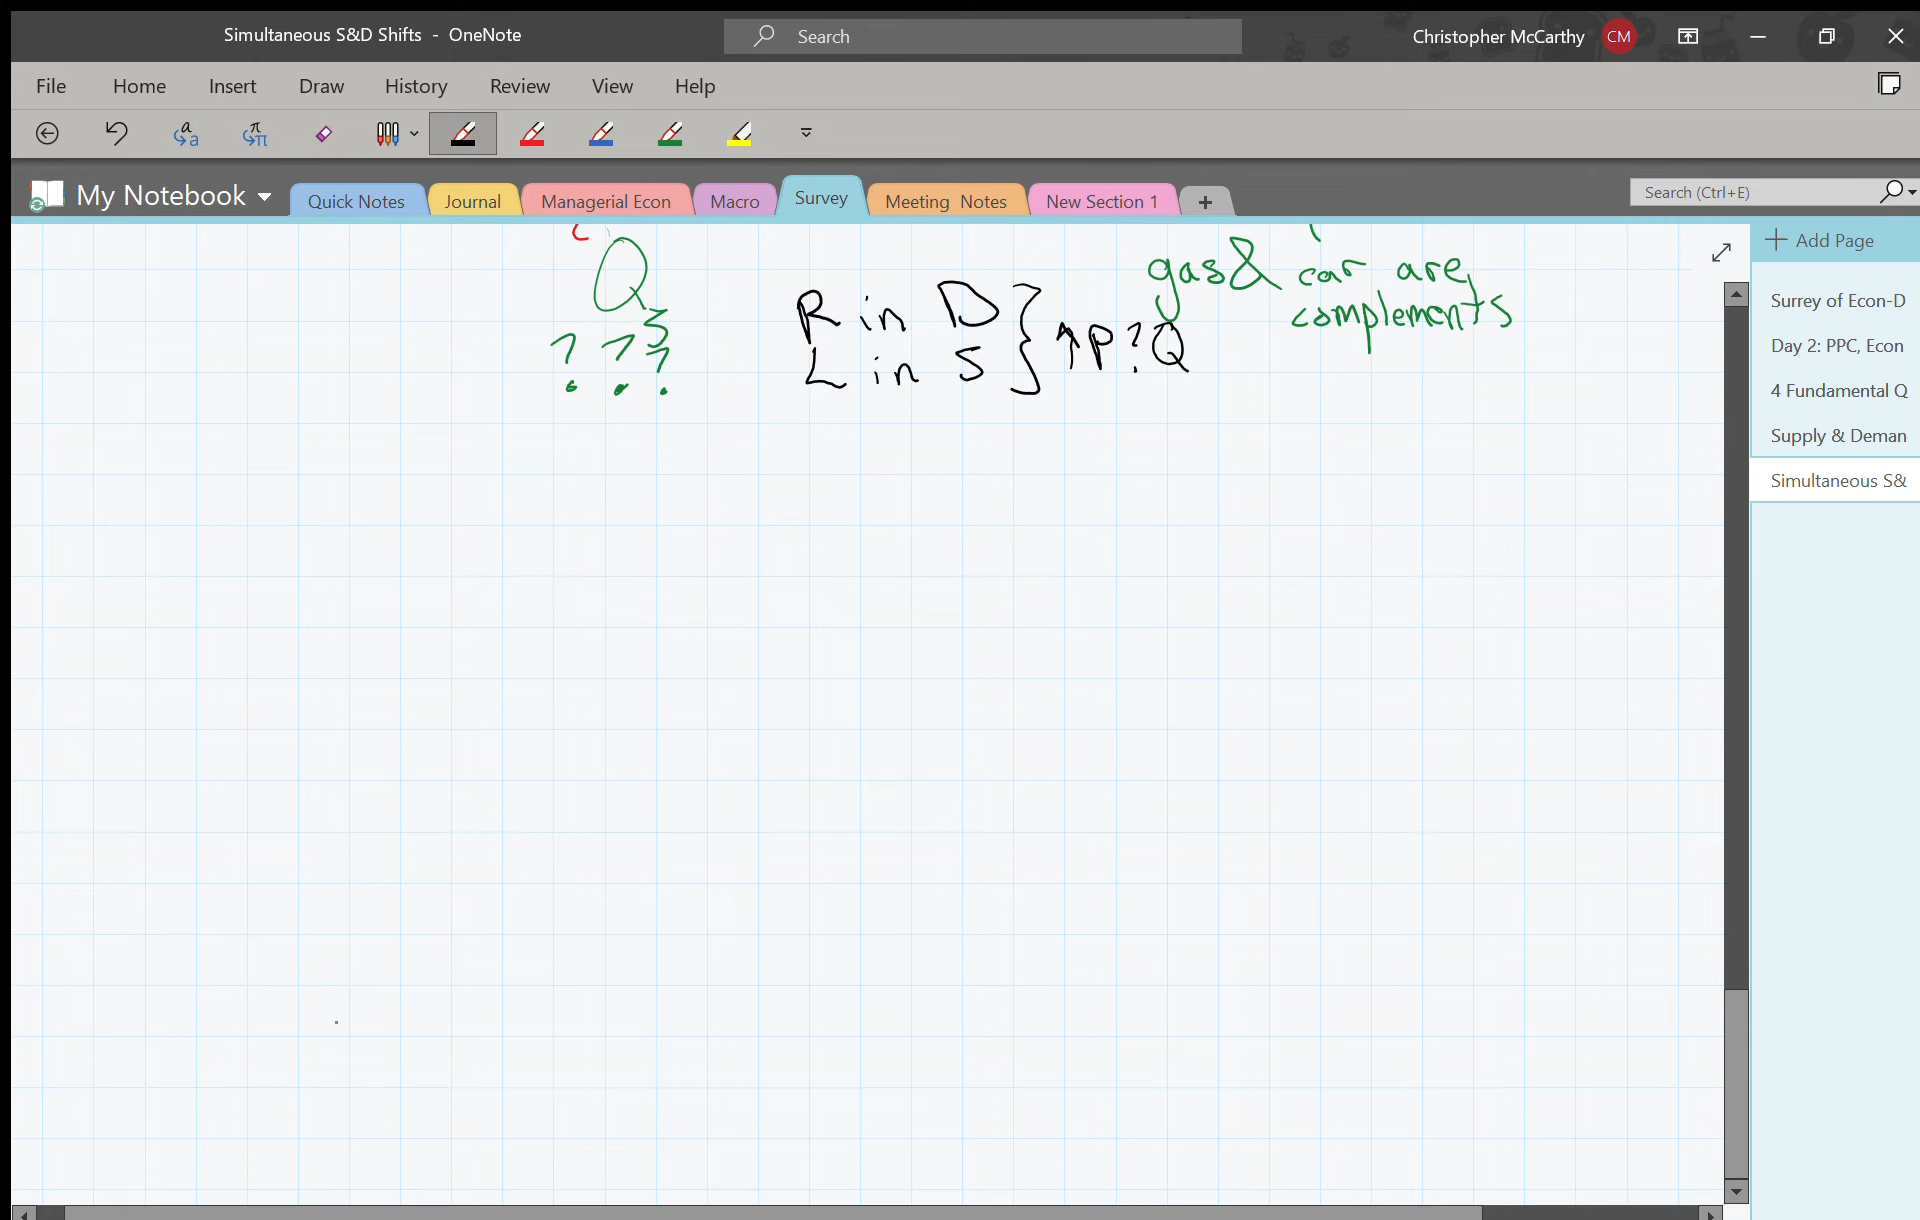 Simultaneous S&D Shifts - OneNote
Search
Christopher McCarthy CM
File Home Insert Draw History Review View Help
My Notebook
Quick Notes Journal Managerial Econ Macro Survey Meeting Notes New Section 1 +
Search (Ctrl+E)
Add Page
Surrey of Econ-D
Day 2: PPC, Econ
4 Fundamental Q
Supply & Deman
Simultaneous S&
Q3
? ? ?
R in D
L in S
} ↑P ?Q
gas & car are
complements